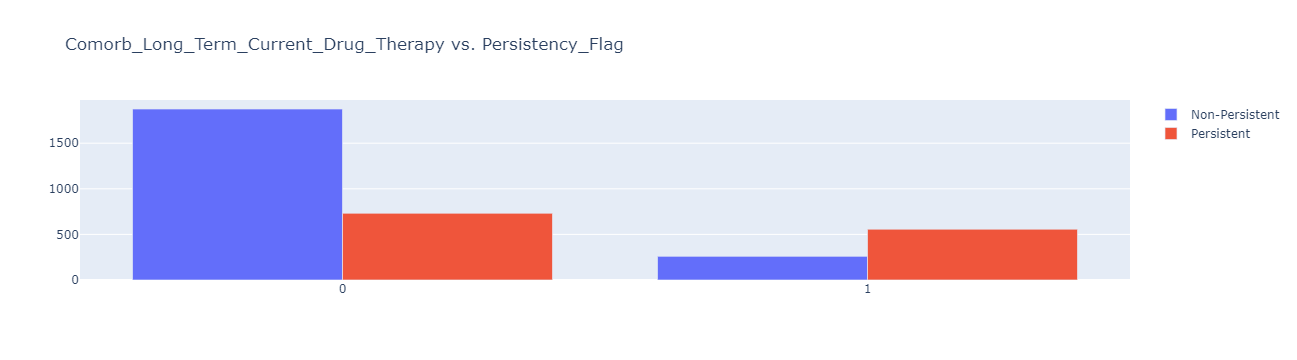 Comorb_Long_Term_Current_Drug_Therapy vs. Persistency_Flag
Non-Persistent
Persistent
1500
1000
500
0
0
1